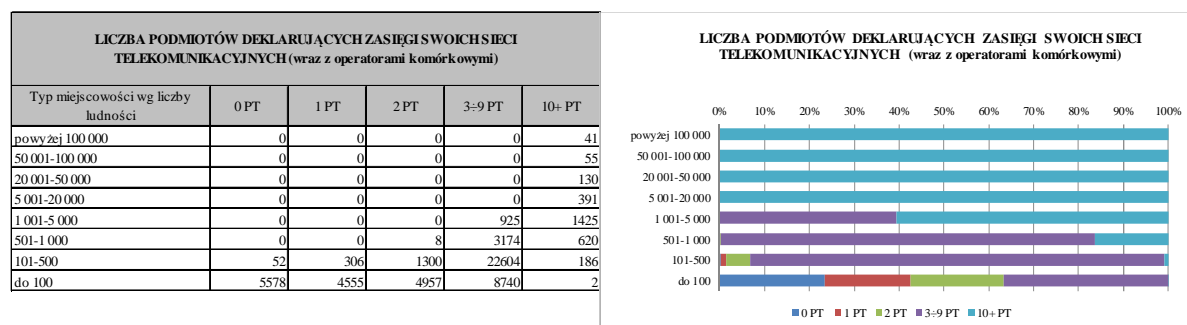 LICZBA PODMIOTÓW DEKLARUJĄCYCH ZASIĘGI SWOICH SIECI
TELEKOMUNIKACYJNYCH (wraz z operatorami komórkowymi)
Typ miejscowości wg liczby ludności 0 PT 1 PT 2 PT 3÷9 PT 10+ PT
powyżej 100 000 0 0 0 0 41
50 001-100 000 0 0 0 0 55
20 001-50 000 0 0 0 0 130
5 001-20 000 0 0 0 0 391
1 001-5 000 0 0 0 925 1425
501-1 000 0 0 8 3174 620
101-500 52 306 1300 22604 186
do 100 5578 4555 4957 8740 2
LICZBA PODMIOTÓW DEKLARUJĄCYCH ZASIĘGI SWOICH SIECI
TELEKOMUNIKACYJNYCH (wraz z operatorami komórkowymi)
0% 10% 20% 30% 40% 50% 60% 70% 80% 90% 100%
powyżej 100 000
50 001-100 000
20 001-50 000
5 001-20 000
1 001-5 000
501-1 000
101-500
do 100
0 PT 1 PT 2 PT 3÷9 PT 10+ PT